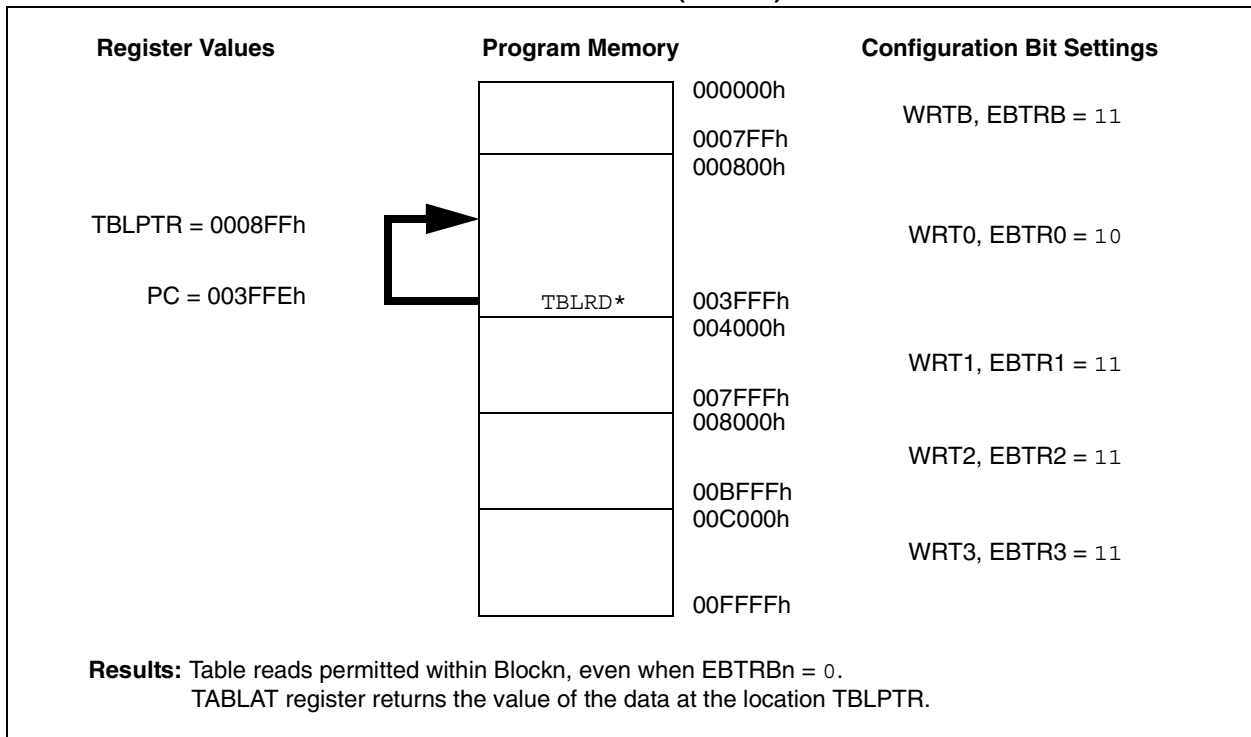 Register Values Program Memory Configuration Bit Settings
000000h
WRTB, EBTRB = 11
0007FFh
000800h
TBLPTR = 0008FFh
WRT0, EBTR0 = 10
PC = 003FFEh
TBLRD*
003FFFh
004000h
WRT1, EBTR1 = 11
007FFFh
008000h
WRT2, EBTR2 = 11
00BFFFh
00C000h
WRT3, EBTR3 = 11
00FFFFh
Results: Table reads permitted within Blockn, even when EBTRBn = 0.
TABLAT register returns the value of the data at the location TBLPTR.